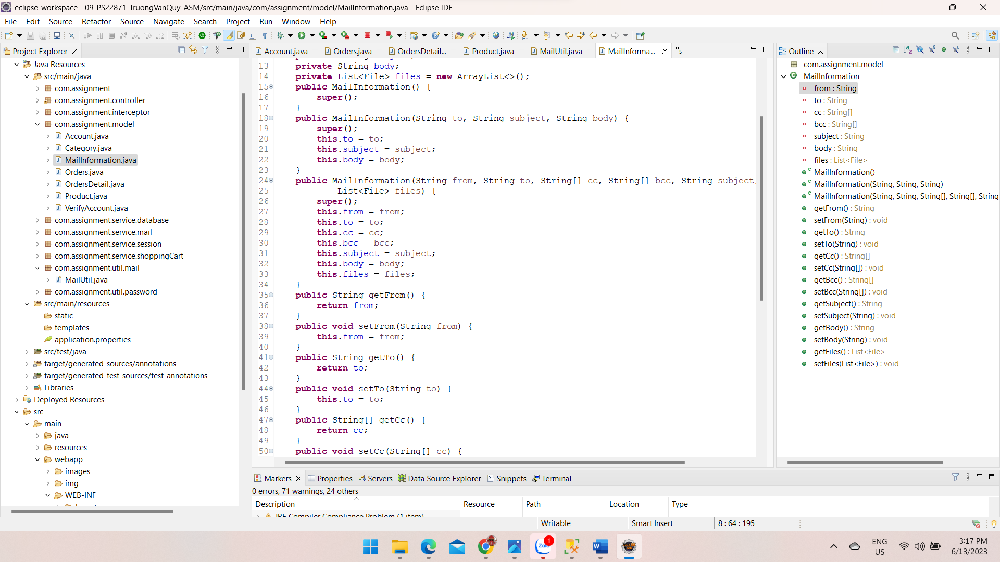 eclipse-workspace - 09_PS22871_TruongVanQuy_ASM/src/main/java/com/assignment/model/MailInformation.java - Eclipse IDE
File Edit Source Refactor Source Navigate Search Project Run Window Help
Project Explorer
Java Resources
src/main/java
com.assignment
com.assignment.controller
com.assignment.interceptor
com.assignment.model
Account.java
Category.java
MailInformation.java
Orders.java
OrdersDetail.java
Product.java
VerifyAccount.java
com.assignment.service.database
com.assignment.service.mail
com.assignment.service.session
com.assignment.service.shoppingCart
com.assignment.util.mail
MailUtil.java
com.assignment.util.password
src/main/resources
static
templates
application.properties
src/test/java
target/generated-sources/annotations
target/generated-test-sources/test-annotations
Libraries
Deployed Resources
src
main
java
resources
webapp
images
img
WEB-INF
Account.java Orders.java OrdersDetail... Product.java MailUtil.java MailInforma... »5
13 private String body;
14 private List<File> files = new ArrayList<>();
15 public MailInformation() {
16 super();
17 }
18 public MailInformation(String to, String subject, String body) {
19 super();
20 this.to = to;
21 this.subject = subject;
22 this.body = body;
23 }
24 public MailInformation(String from, String to, String[] cc, String[] bcc, String subject,
25 List<File> files) {
26 super();
27 this.from = from;
28 this.to = to;
29 this.cc = cc;
30 this.bcc = bcc;
31 this.subject = subject;
32 this.body = body;
33 this.files = files;
34 }
35 public String getFrom() {
36 return from;
37 }
38 public void setFrom(String from) {
39 this.from = from;
40 }
41 public String getTo() {
42 return to;
43 }
44 public void setTo(String to) {
45 this.to = to;
46 }
47 public String[] getCc() {
48 return cc;
49 }
50 public void setCc(String[] cc) {
Outline
com.assignment.model
MailInformation
from : String
to : String
cc : String[]
bcc : String[]
subject : String
body : String
files : List<File>
MailInformation()
MailInformation(String, String, String)
MailInformation(String, String, String[], String[], String,
getFrom() : String
setFrom(String) : void
getTo() : String
setTo(String) : void
getCc() : String[]
setCc(String[]) : void
getBcc() : String[]
setBcc(String[]) : void
getSubject() : String
setSubject(String) : void
getBody() : String
setBody(String) : void
getFiles() : List<File>
setFiles(List<File>) : void
Markers Properties Servers Data Source Explorer Snippets Terminal
0 errors, 71 warnings, 24 others
Description Resource Path Location Type
JRE Compiler Compliance Problem (1 item)
Writable Smart Insert 8 : 64 : 195
Zalo 1
ENG
US
3:17 PM
6/13/2023